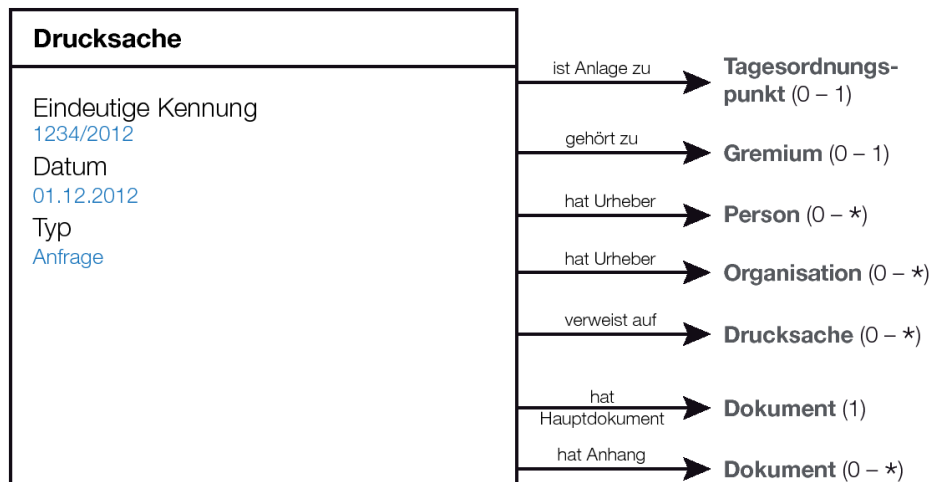 Drucksache
Eindeutige Kennung
1234/2012
Datum
01.12.2012
Typ
Anfrage
ist Anlage zu
Tagesordnungs-
punkt (0 – 1)
gehört zu
Gremium (0 – 1)
hat Urheber
Person (0 – *)
hat Urheber
Organisation (0 – *)
verweist auf
Drucksache (0 – *)
hat
Hauptdokument
Dokument (1)
hat Anhang
Dokument (0 – *)